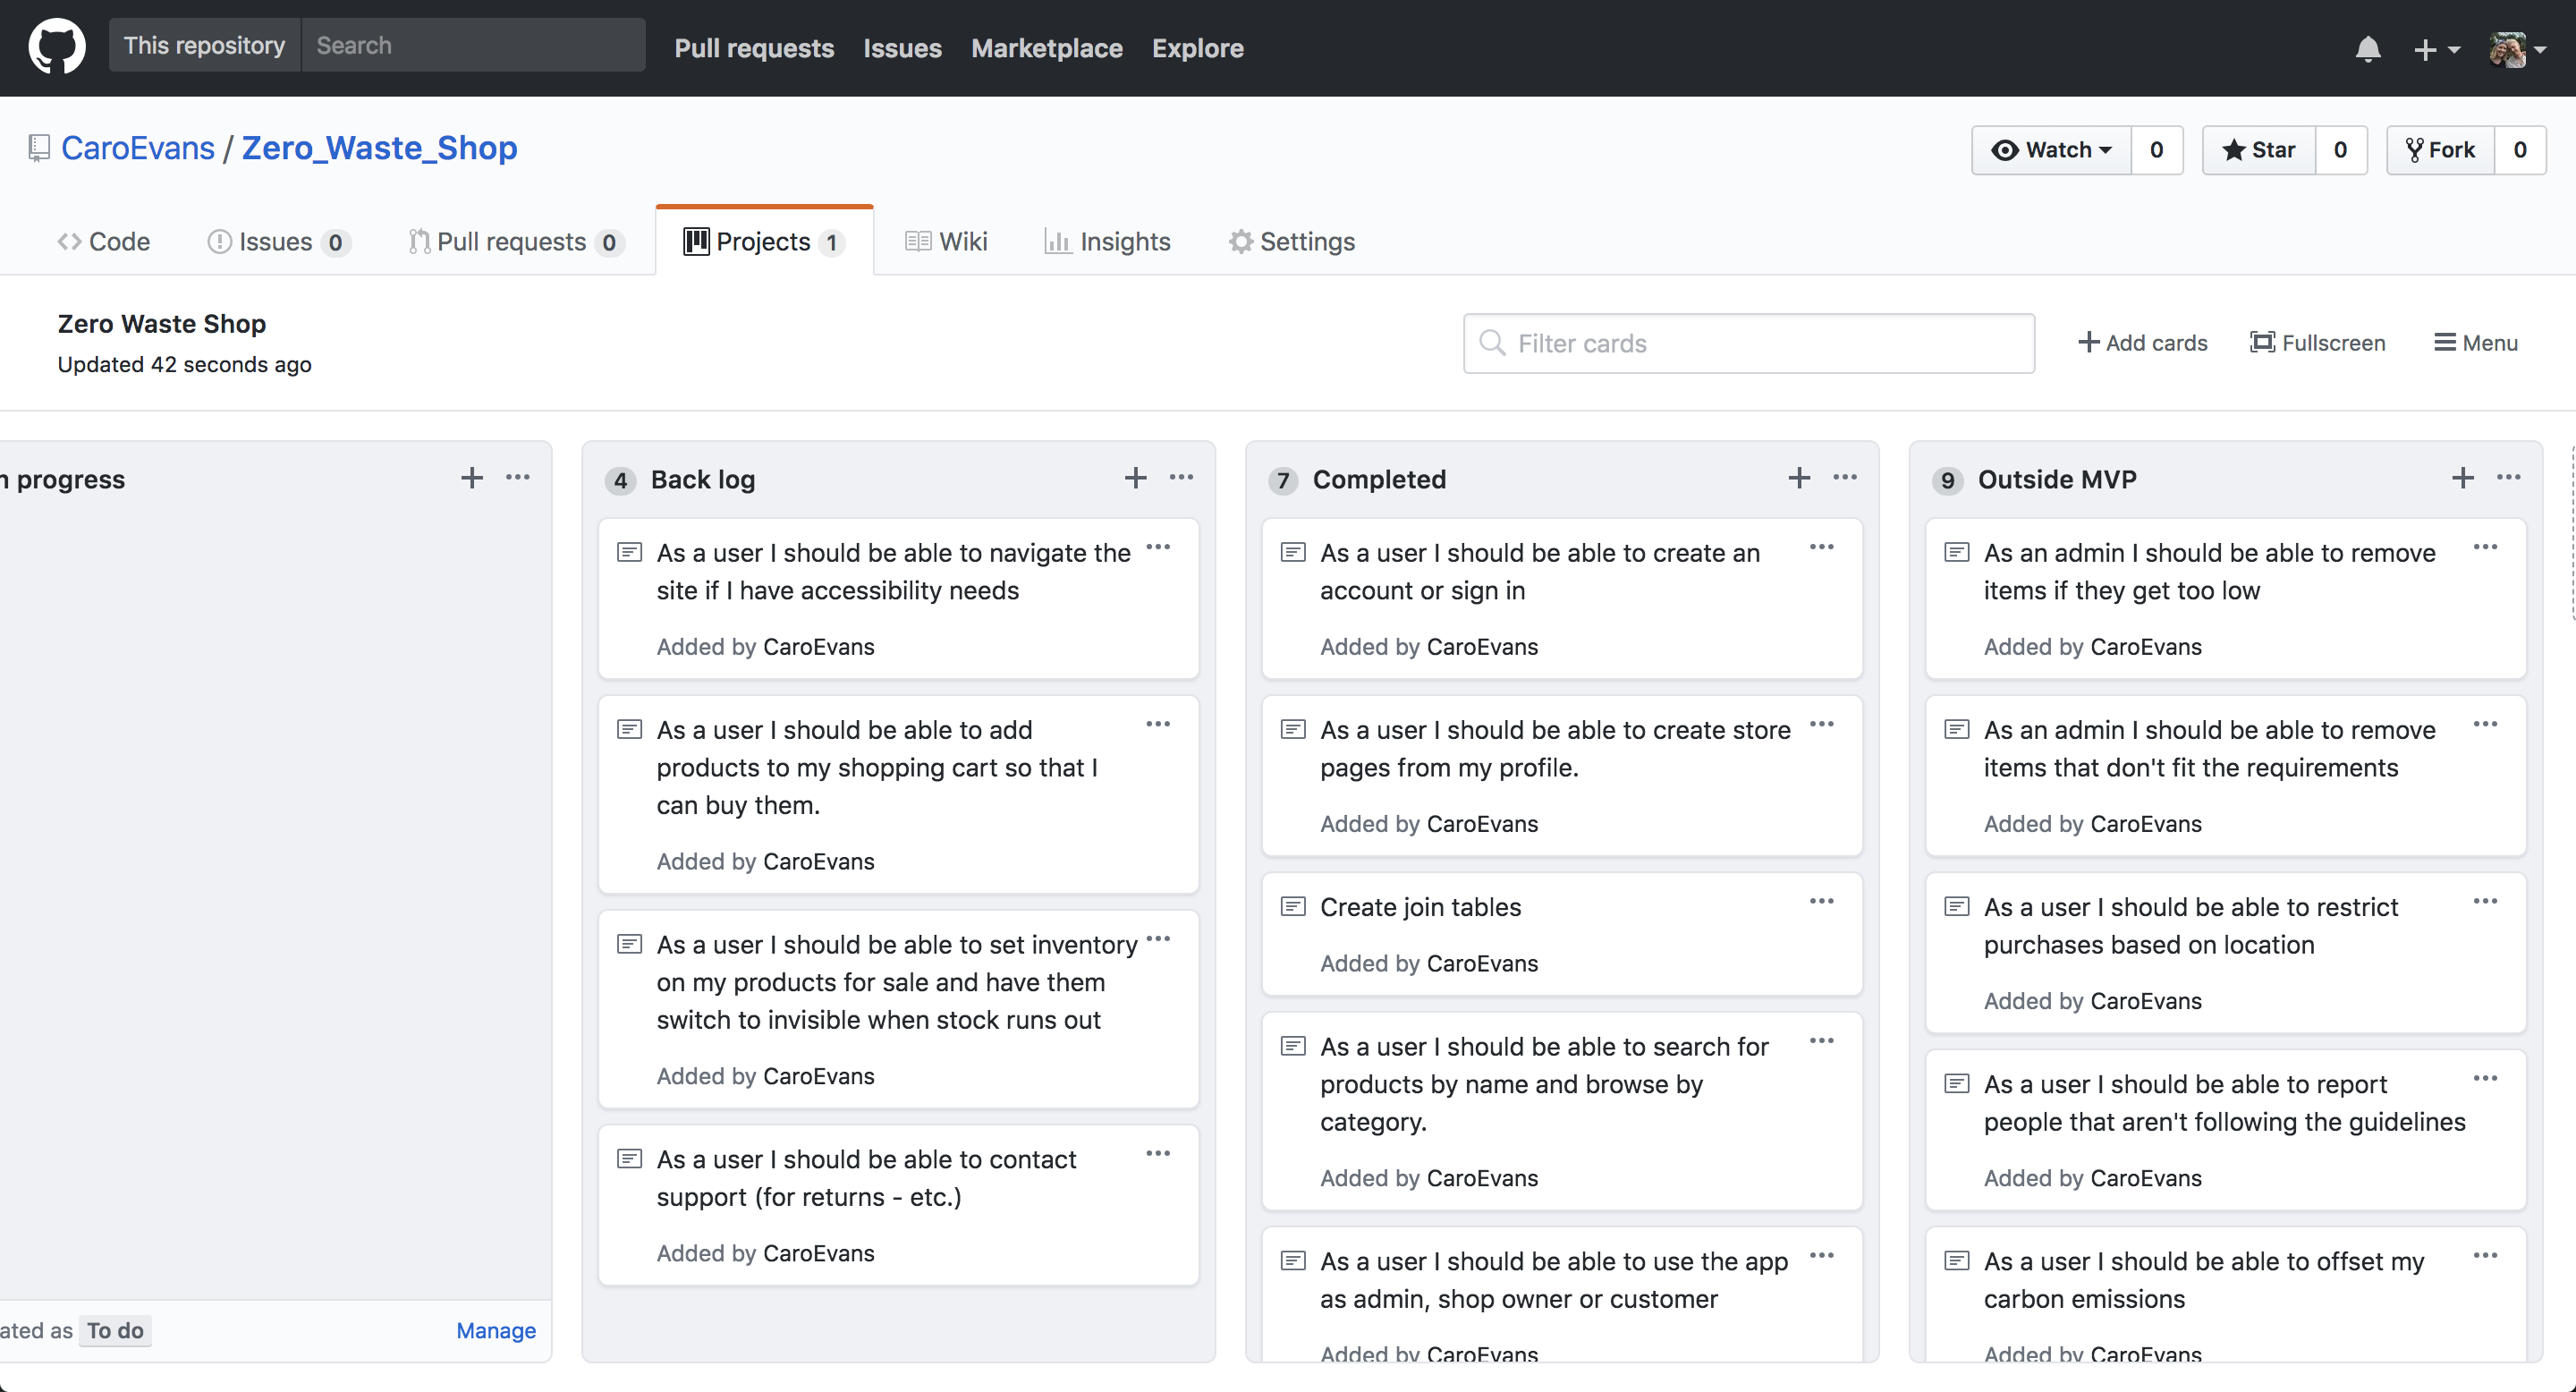 This repository Search Pull requests Issues Marketplace Explore
CaroEvans / Zero_Waste_Shop
Watch 0 Star 0 Fork 0
Code Issues 0 Pull requests 0 Projects 1 Wiki Insights Settings
Zero Waste Shop
Updated 42 seconds ago
Filter cards Add cards Fullscreen Menu
progress
ated as To do Manage
4 Back log
As a user I should be able to navigate the
site if I have accessibility needs
Added by CaroEvans
As a user I should be able to add
products to my shopping cart so that I
can buy them.
Added by CaroEvans
As a user I should be able to set inventory
on my products for sale and have them
switch to invisible when stock runs out
Added by CaroEvans
As a user I should be able to contact
support (for returns - etc.)
Added by CaroEvans
7 Completed
As a user I should be able to create an
account or sign in
Added by CaroEvans
As a user I should be able to create store
pages from my profile.
Added by CaroEvans
Create join tables
Added by CaroEvans
As a user I should be able to search for
products by name and browse by
category.
Added by CaroEvans
As a user I should be able to use the app
as admin, shop owner or customer
Added by CaroEvans
9 Outside MVP
As an admin I should be able to remove
items if they get too low
Added by CaroEvans
As an admin I should be able to remove
items that don't fit the requirements
Added by CaroEvans
As a user I should be able to restrict
purchases based on location
Added by CaroEvans
As a user I should be able to report
people that aren't following the guidelines
Added by CaroEvans
As a user I should be able to offset my
carbon emissions
Added by CaroEvans